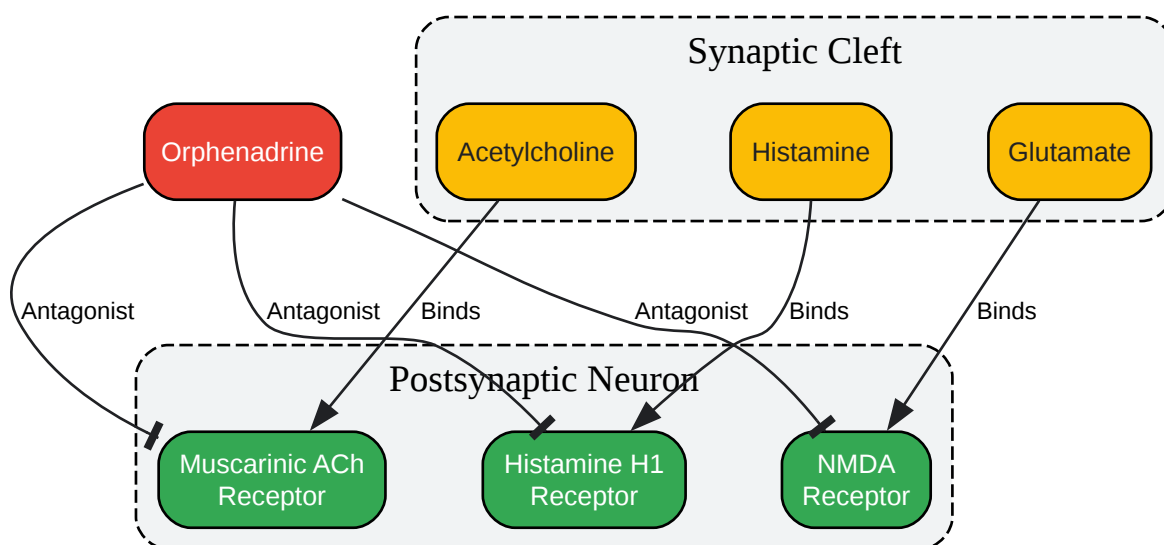 Synaptic Cleft
Orphenadrine
Acetylcholine
Histamine
Glutamate
Antagonist
Antagonist
Binds
Antagonist
Binds
Binds
Postsynaptic Neuron
Muscarinic ACh
Receptor
Histamine H1
Receptor
NMDA
Receptor